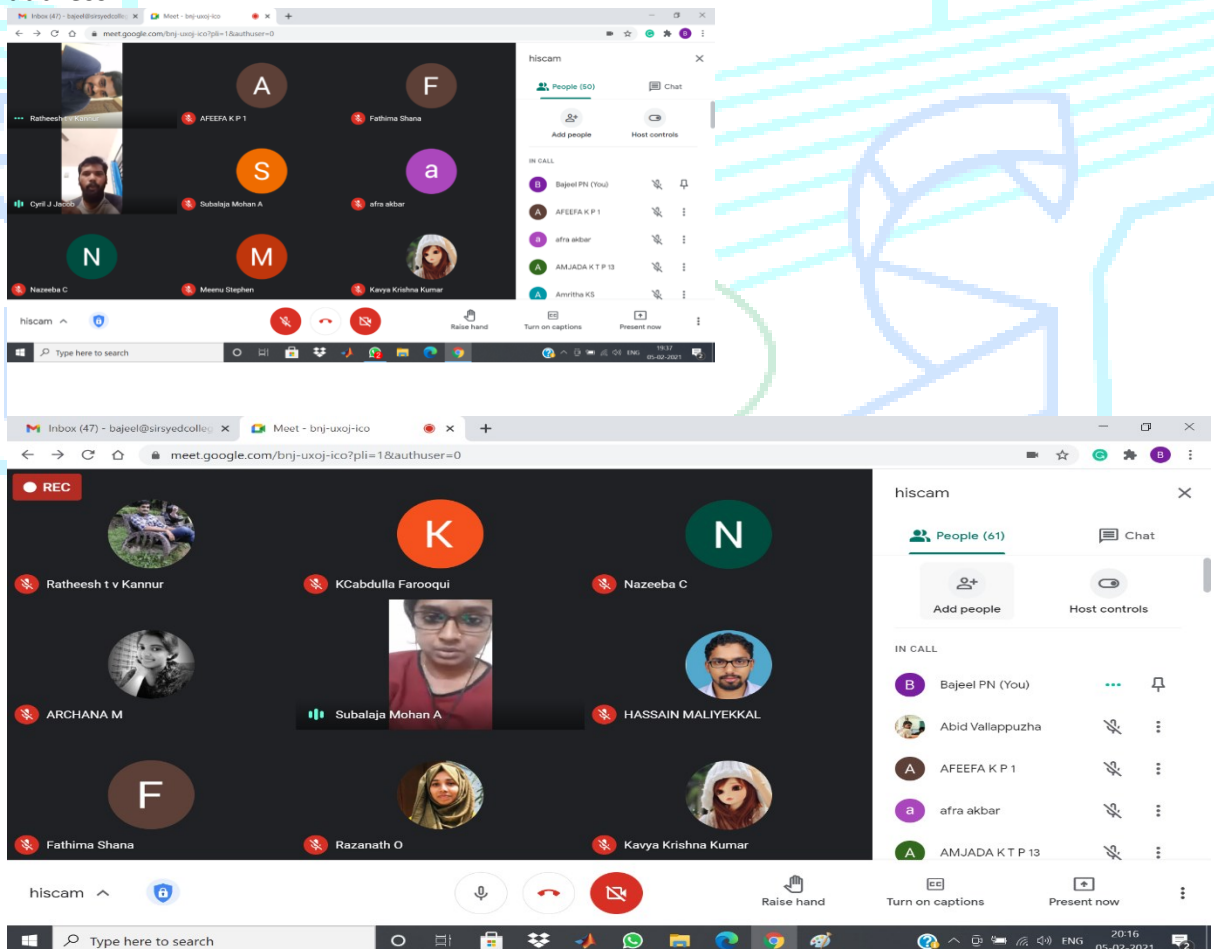 Inbox (47) - bajeel@sirsyedcolleg
Meet - bnj-uxoj-ico
meet.google.com/bnj-uxoj-ico?pli=1&authuser=0
B
hiscam
People (50)
Chat
Add people
Host controls
IN CALL
B Bajeel PN (You)
A AFEEFA K P 1
a afra akbar
A AMJADA K T P 13
A Amritha KS
Ratheesh t v Kannur
A
AFEEFA K P 1
F
Fathima Shana
Cyril J Jacob
S
Subalaja Mohan A
a
afra akbar
N
Nazeeba C
M
Meenu Stephen
Kavya Krishna Kumar
hiscam
Raise hand
Turn on captions
Present now
Type here to search
ENG
19:37
05-02-2021
Inbox (47) - bajeel@sirsyedcolleg
Meet - bnj-uxoj-ico
meet.google.com/bnj-uxoj-ico?pli=1&authuser=0
B
REC
Ratheesh t v Kannur
K
KCabdulla Farooqui
N
Nazeeba C
ARCHANA M
Subalaja Mohan A
HASSAIN MALIYEKKAL
F
Fathima Shana
Razanath O
Kavya Krishna Kumar
hiscam
People (61)
Chat
Add people
Host controls
IN CALL
B Bajeel PN (You)
Abid Vallappuzha
A AFEEFA K P 1
a afra akbar
A AMJADA K T P 13
hiscam
Raise hand
CC
Turn on captions
Present now
Type here to search
ENG
20:16
05-02-2021